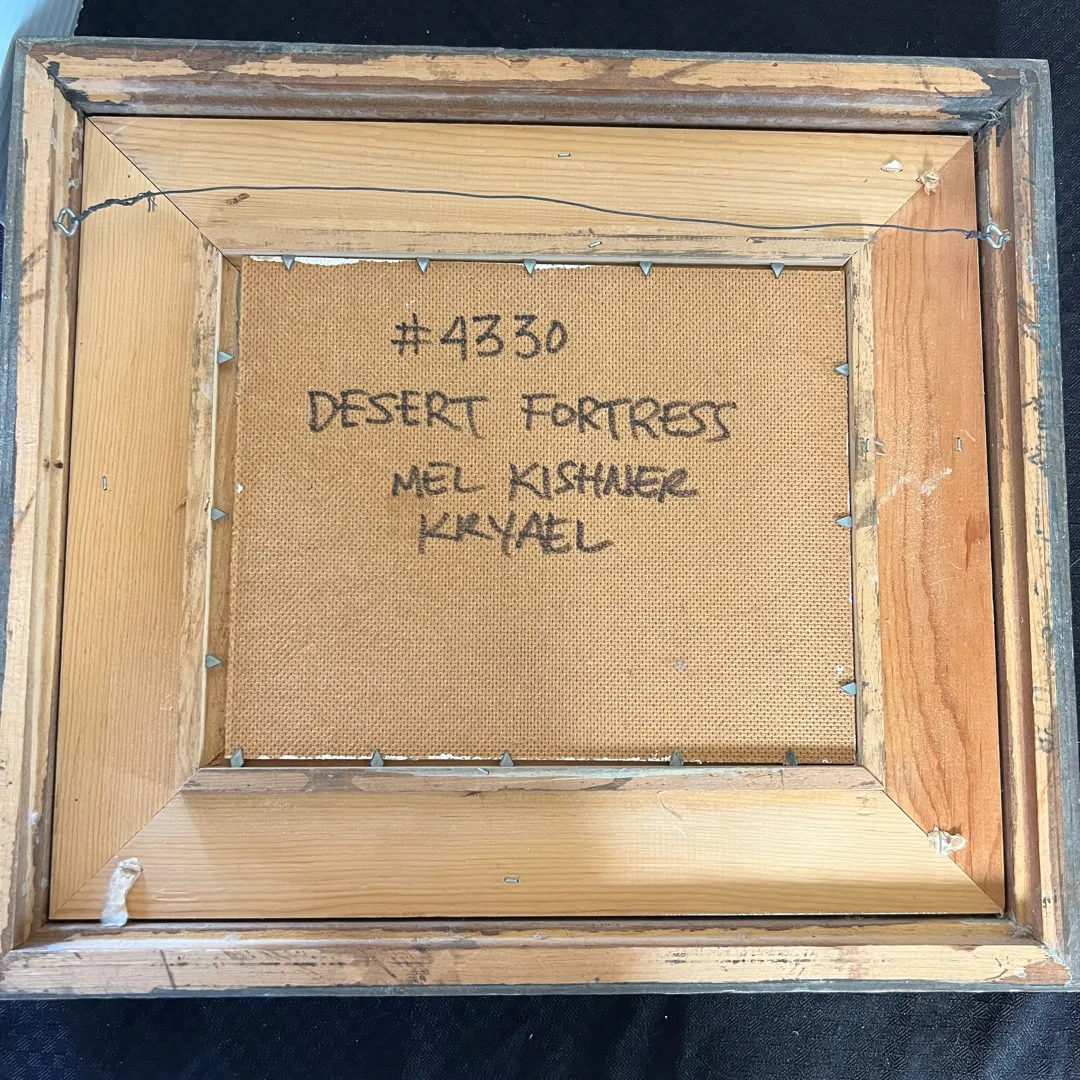 #4330
DESERT FORTRESS
MEL KISHNER
KRYAEL